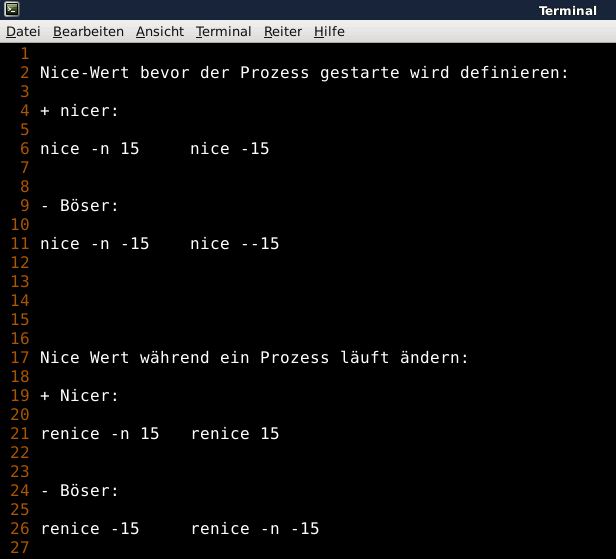 Terminal
Datei Bearbeiten Ansicht Terminal Reiter Hilfe
1
2 Nice-Wert bevor der Prozess gestarte wird definieren:
3
4 + nicer:
5
6 nice -n 15     nice -15
7
8
9 - Böser:
10
11 nice -n -15    nice --15
12
13
14
15
16
17 Nice Wert während ein Prozess läuft ändern:
18
19 + Nicer:
20
21 renice -n 15   renice 15
22
23
24 - Böser:
25
26 renice -15     renice -n -15
27